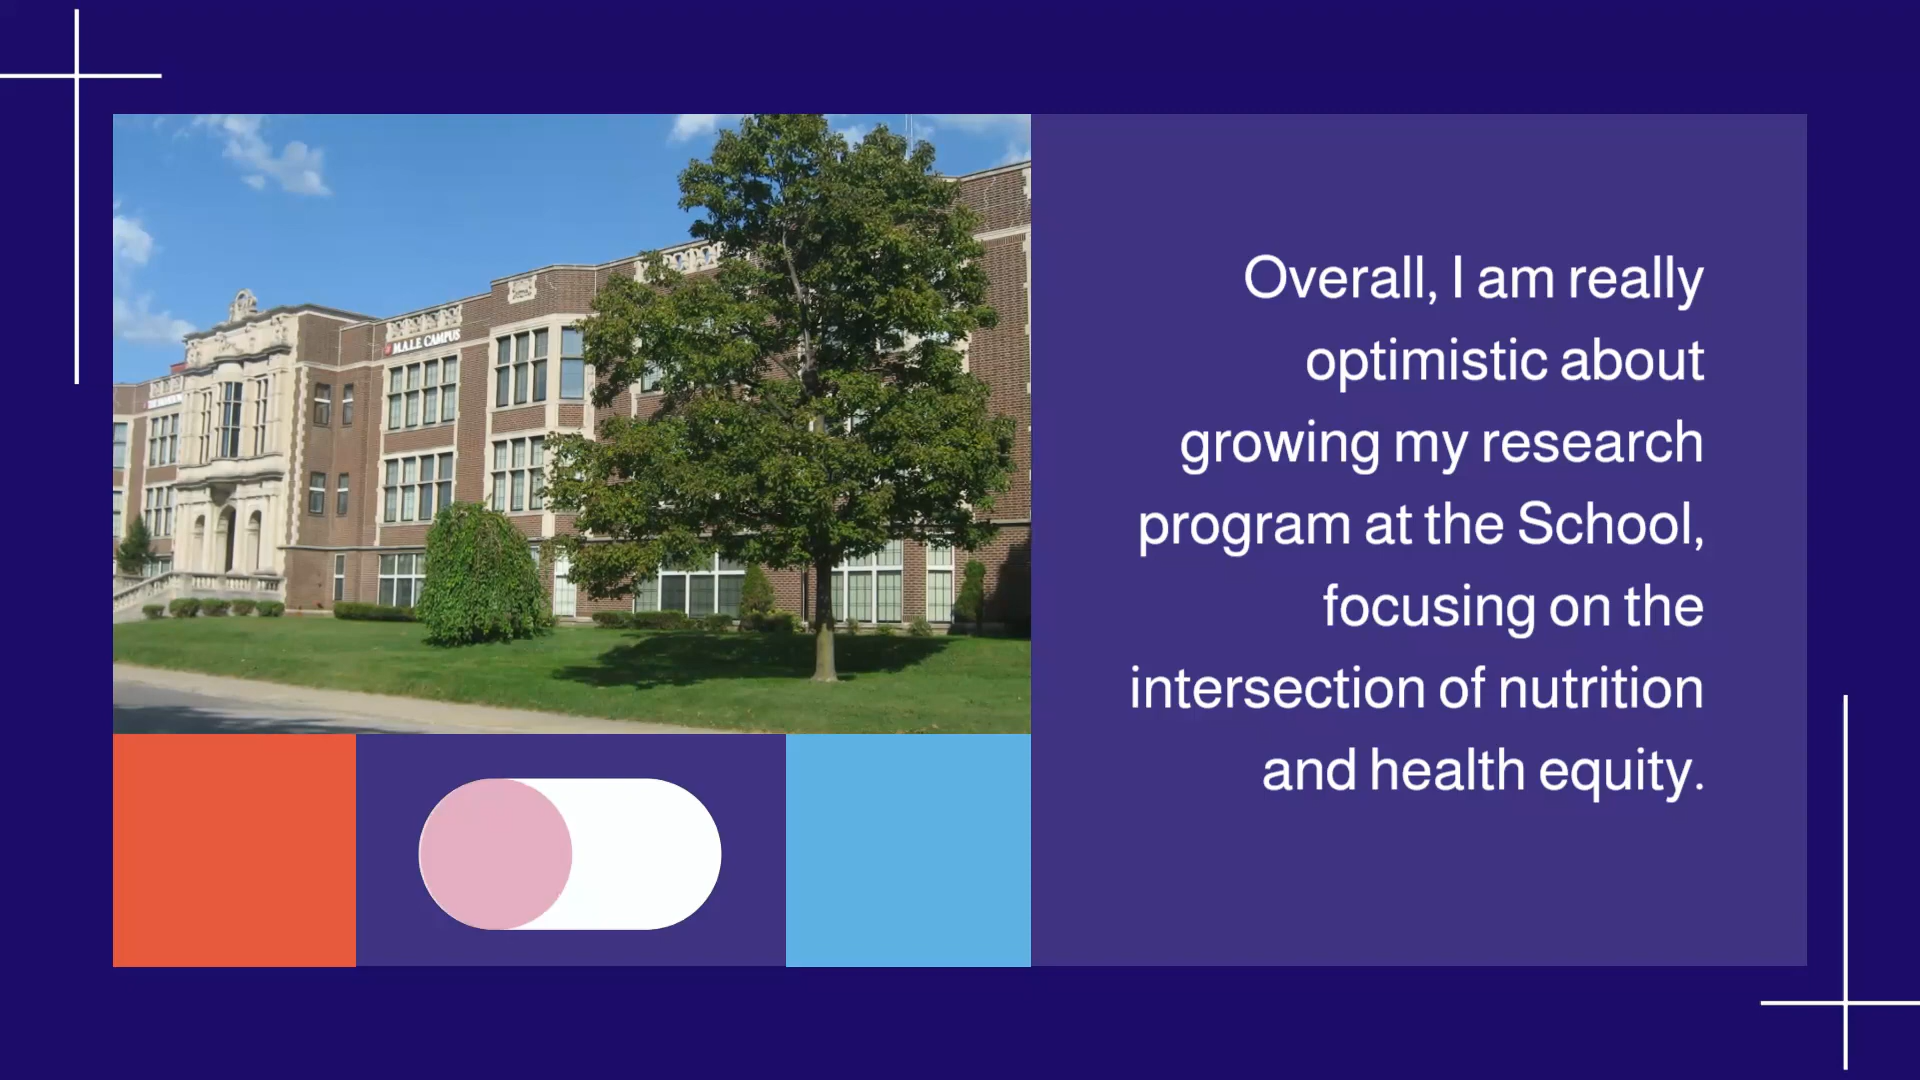 M.A.L.E CAMPUS
Overall, I am really
optimistic about
growing my research
program at the School,
focusing on the
intersection of nutrition
and health equity.